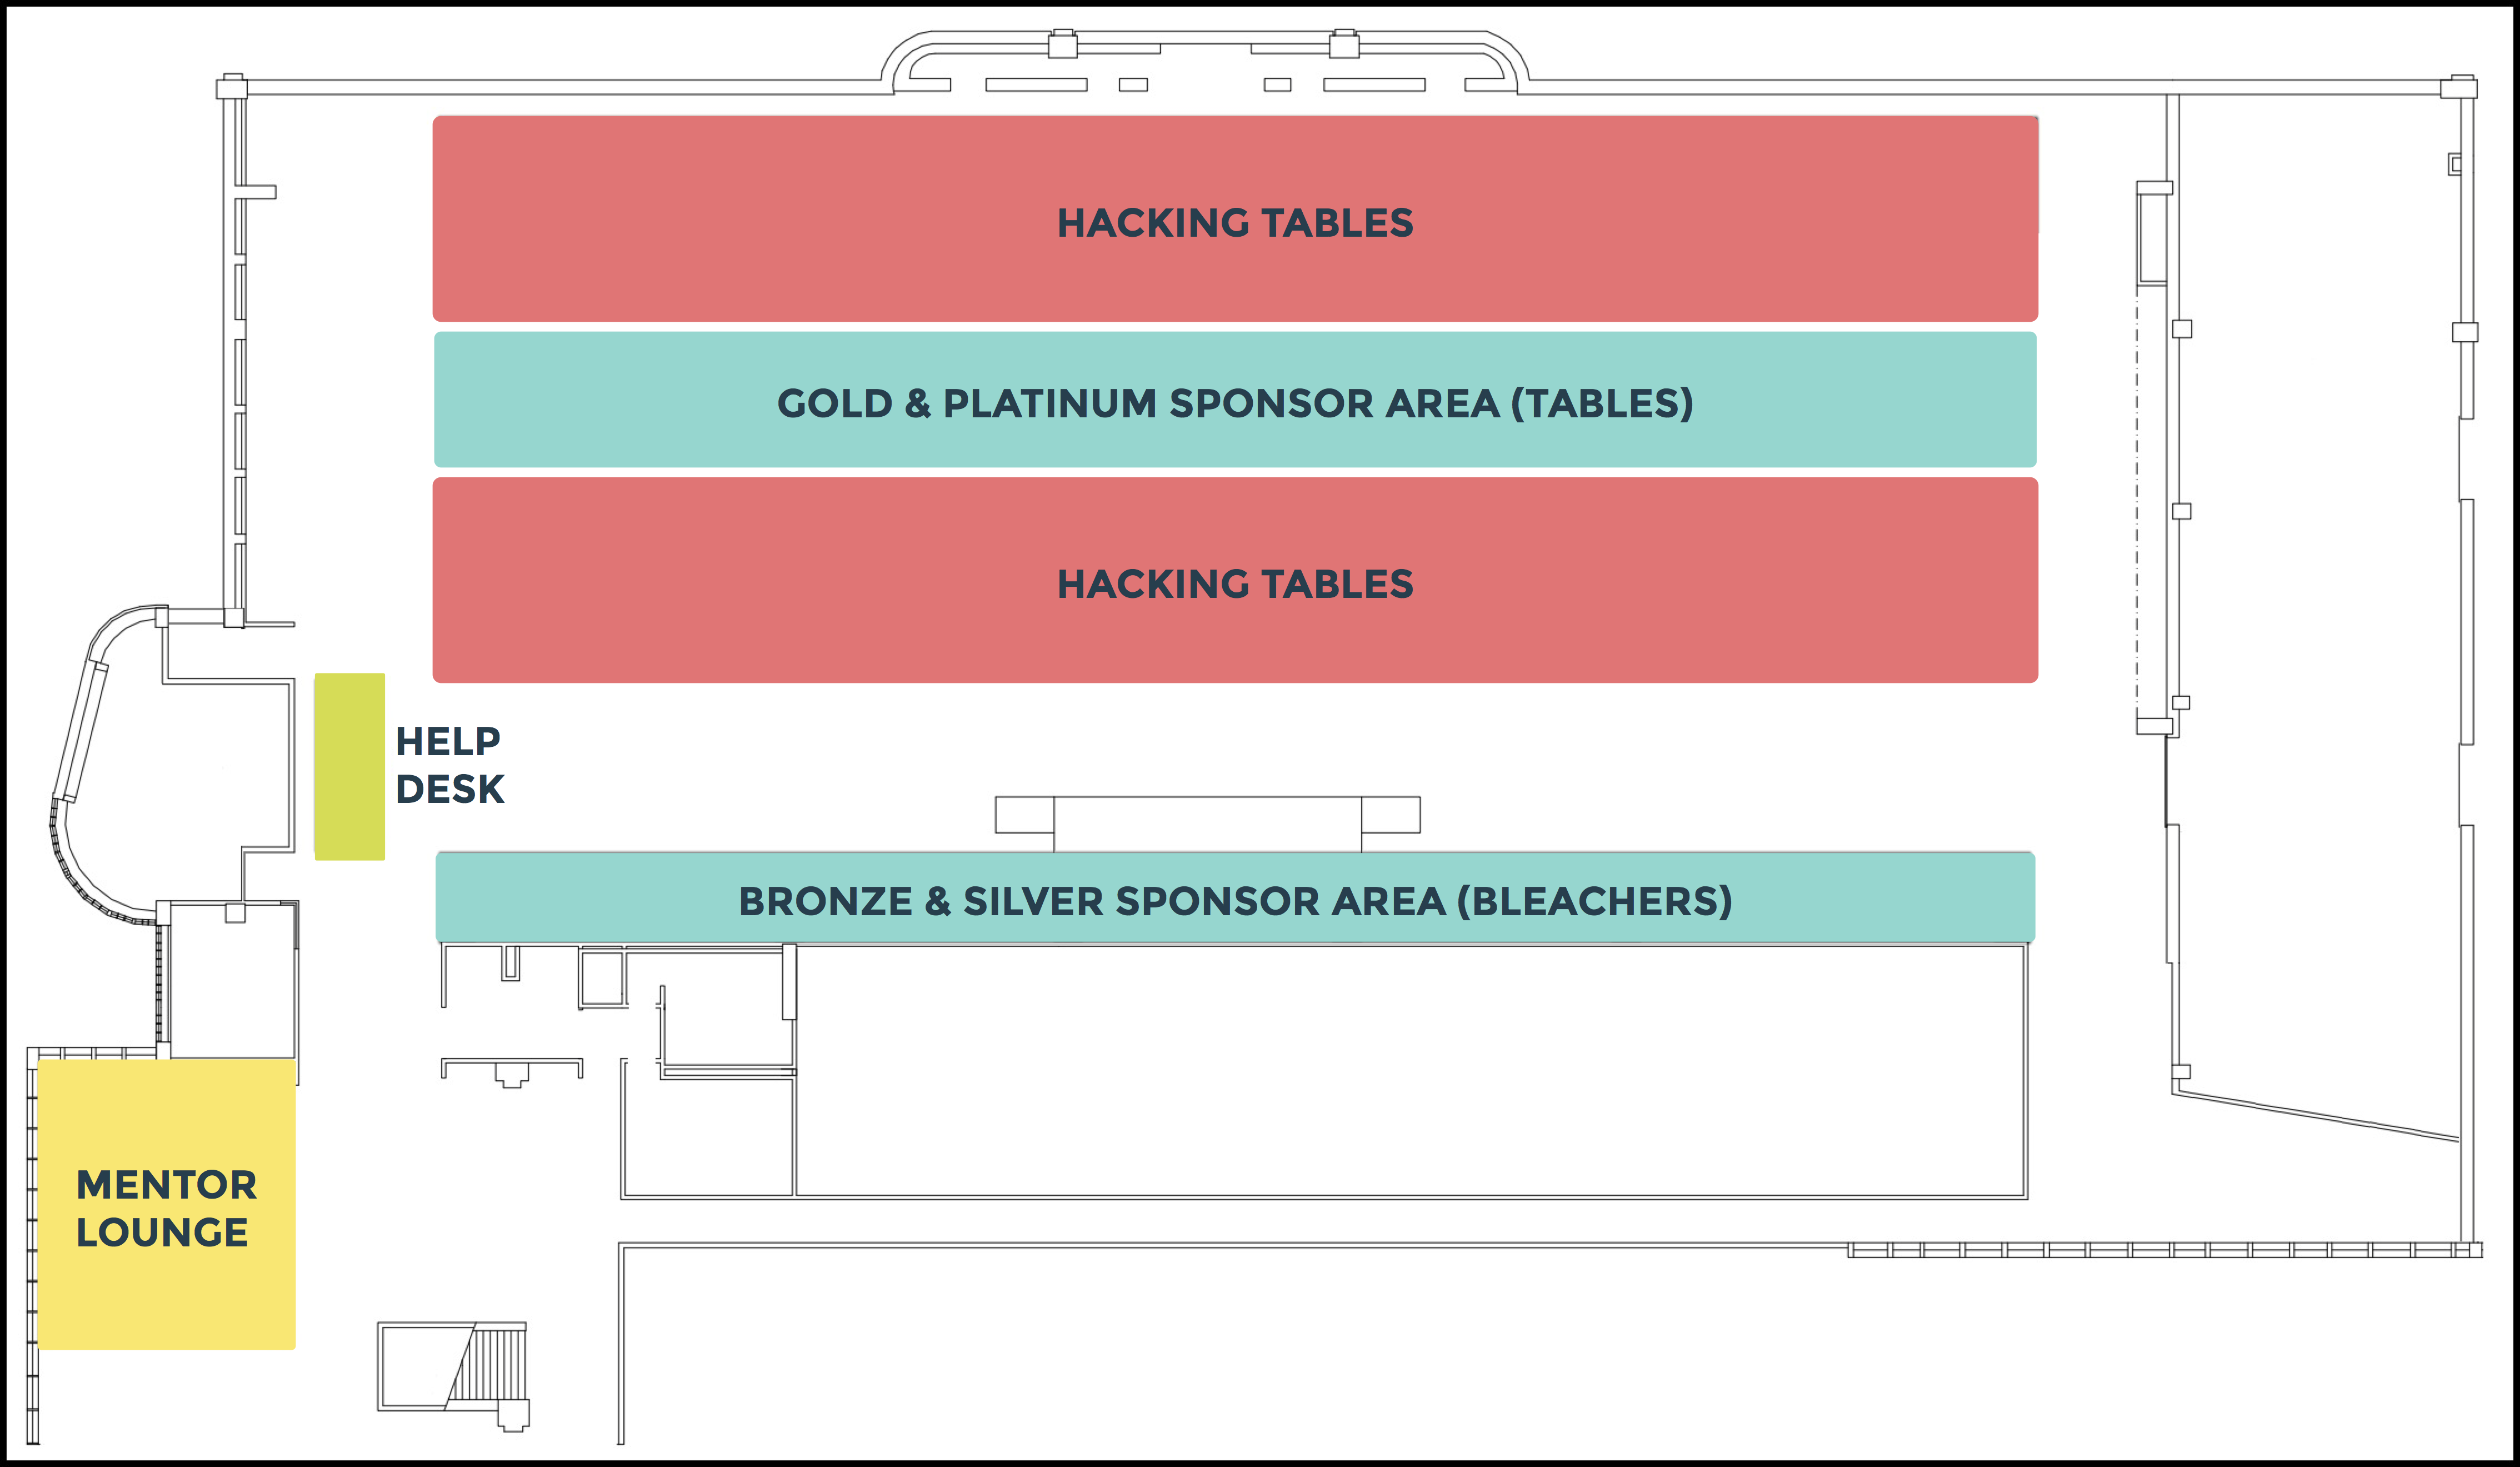 HACKING TABLES
GOLD & PLATINUM SPONSOR AREA (TABLES)
HACKING TABLES
HELP
DESK
BRONZE & SILVER SPONSOR AREA (BLEACHERS)
MENTOR
LOUNGE